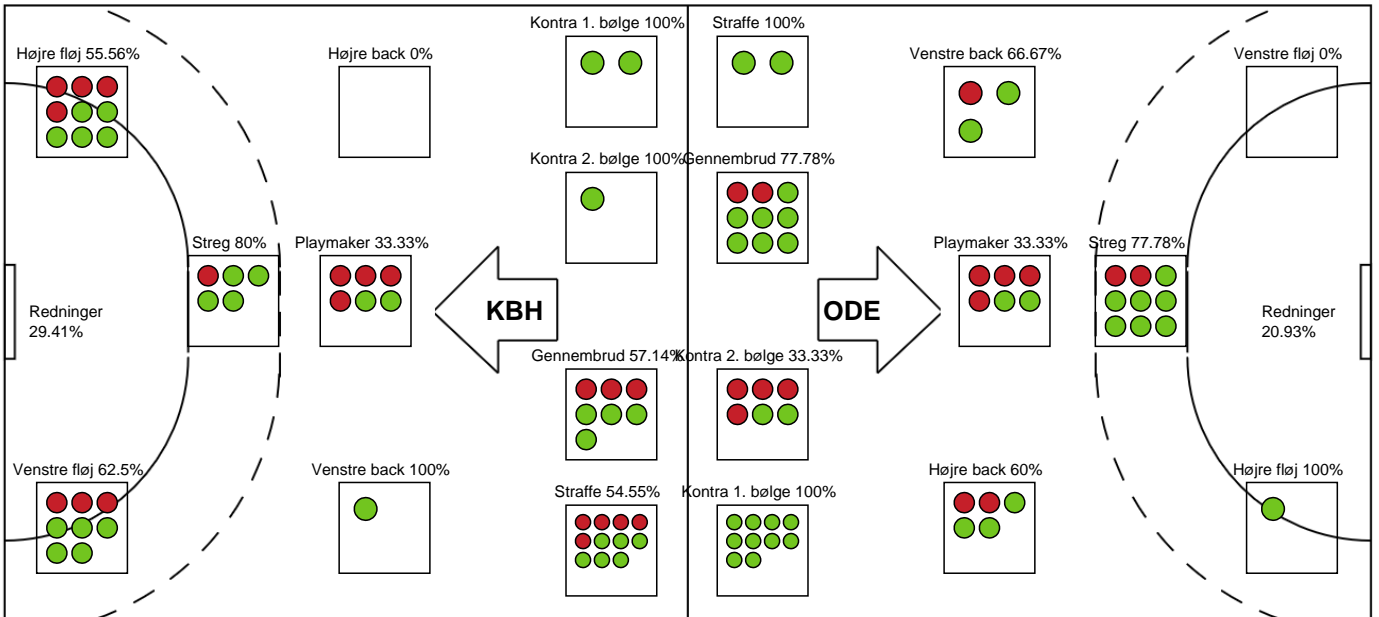 Kontra 1. bølge 100%
Straffe 100%
Højre fløj 55.56%
Højre back 0%
Venstre back 66.67%
Venstre fløj 0%
Kontra 2. bølge 100%
Gennembrud 77.78%
Streg 80%
Playmaker 33.33%
Playmaker 33.33%
Streg 77.78%
KBH
ODE
Redninger
29.41%
Redninger
20.93%
Gennembrud 57.14%
Kontra 2. bølge 33.33%
Venstre fløj 62.5%
Venstre back 100%
Højre back 60%
Højre fløj 100%
Straffe 54.55%
Kontra 1. bølge 100%